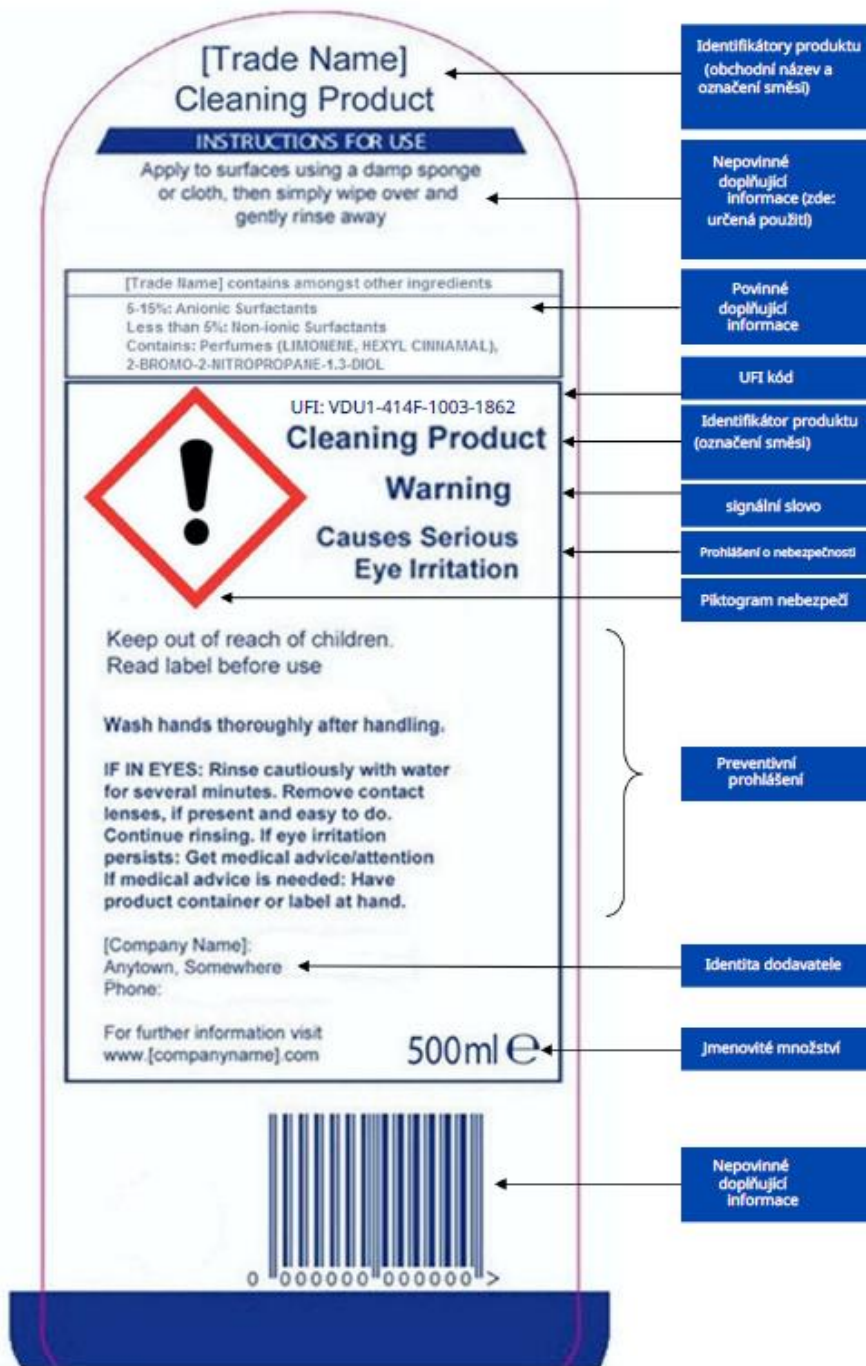 [Trade Name]
Cleaning Product
INSTRUCTIONS FOR USE
Apply to surfaces using a damp sponge
or cloth, then simply wipe over and
gently rinse away
[Trade Name] contains amongst other ingredients
5-15%: Anionic Surfactants
Less than 5%: Non-ionic Surfactants
Contains: Perfumes (LIMONENE, HEXYL CINNAMAL),
2-BROMO-2-NITROPROPANE-1.3-DIOL
UFI: VDU1-414F-1003-1862
Cleaning Product
Warning
Causes Serious
Eye Irritation
Keep out of reach of children.
Read label before use
Wash hands thoroughly after handling.
IF IN EYES: Rinse cautiously with water
for several minutes. Remove contact
lenses, if present and easy to do.
Continue rinsing. If eye irritation
persists: Get medical advice/attention
If medical advice is needed: Have
product container or label at hand.
[Company Name]:
Anytown, Somewhere
Phone:
For further information visit
www.[companyname].com
500ml ℮
0 000000 000000 >
Identifikátory produktu
(obchodní název a
označení směsi)
Nepovinné
doplňující
informace (zde:
určená použití)
Povinné
doplňující
informace
UFI kód
Identifikátor produktu
(označení směsi)
signální slovo
Prohlášení o nebezpečnosti
Piktogram nebezpečí
Preventivní
prohlášení
Identita dodavatele
Jmenovité množství
Nepovinné
doplňující
informace